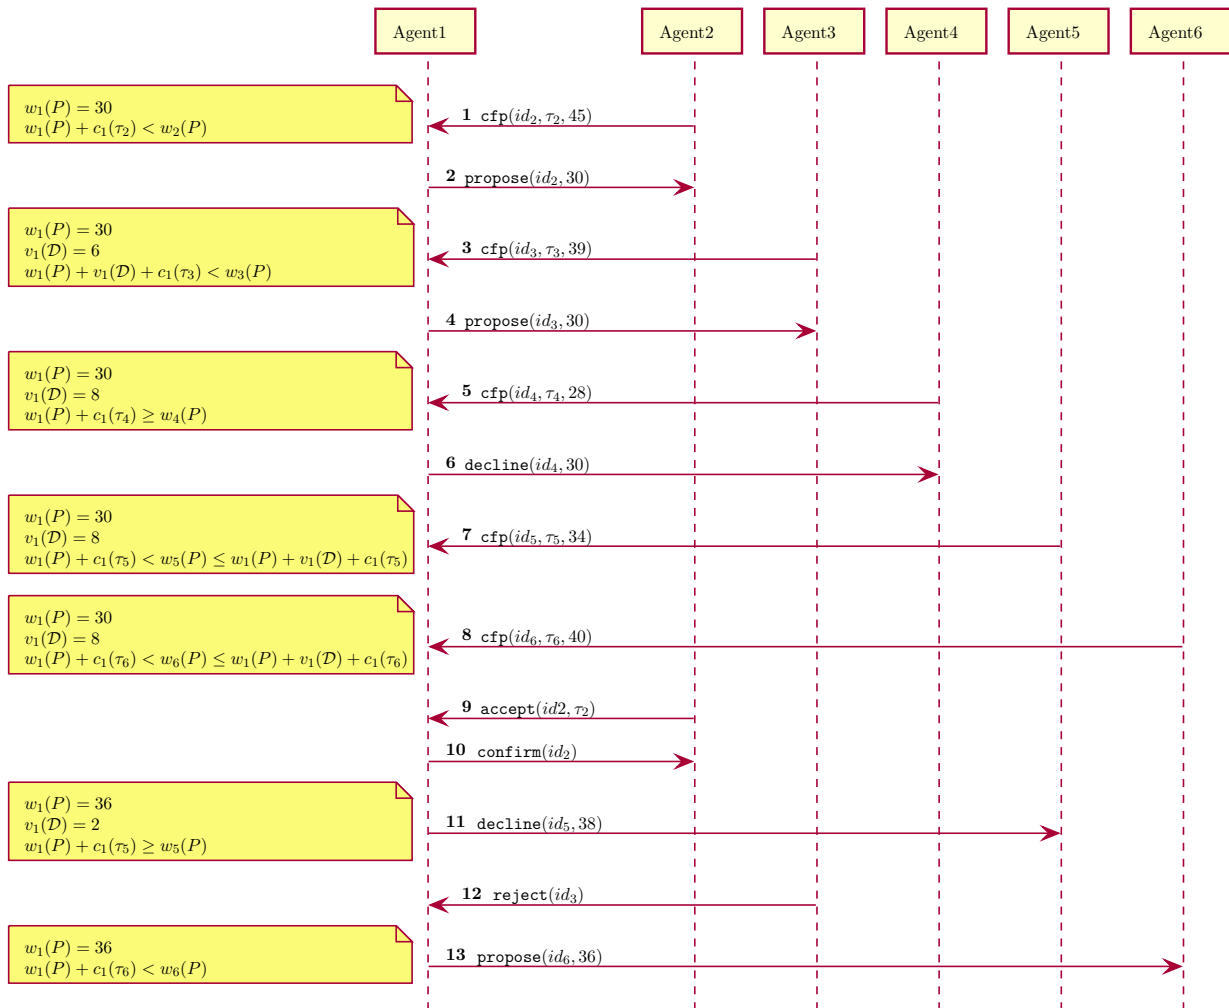 Agent1 Agent2 Agent3 Agent4 Agent5 Agent6
w₁(P) = 30
w₁(P) + c₁(τ₂) < w₂(P)
1 cfp(id₂, τ₂, 45)
2 propose(id₂, 30)
w₁(P) = 30
v₁(𝒟) = 6
w₁(P) + v₁(𝒟) + c₁(τ₃) < w₃(P)
3 cfp(id₃, τ₃, 39)
4 propose(id₃, 30)
w₁(P) = 30
v₁(𝒟) = 8
w₁(P) + c₁(τ₄) ≥ w₄(P)
5 cfp(id₄, τ₄, 28)
6 decline(id₄, 30)
w₁(P) = 30
v₁(𝒟) = 8
w₁(P) + c₁(τ₅) < w₅(P) ≤ w₁(P) + v₁(𝒟) + c₁(τ₅)
7 cfp(id₅, τ₅, 34)
w₁(P) = 30
v₁(𝒟) = 8
w₁(P) + c₁(τ₆) < w₆(P) ≤ w₁(P) + v₁(𝒟) + c₁(τ₆)
8 cfp(id₆, τ₆, 40)
9 accept(id2, τ₂)
10 confirm(id₂)
w₁(P) = 36
v₁(𝒟) = 2
w₁(P) + c₁(τ₅) ≥ w₅(P)
11 decline(id₅, 38)
12 reject(id₃)
w₁(P) = 36
w₁(P) + c₁(τ₆) < w₆(P)
13 propose(id₆, 36)